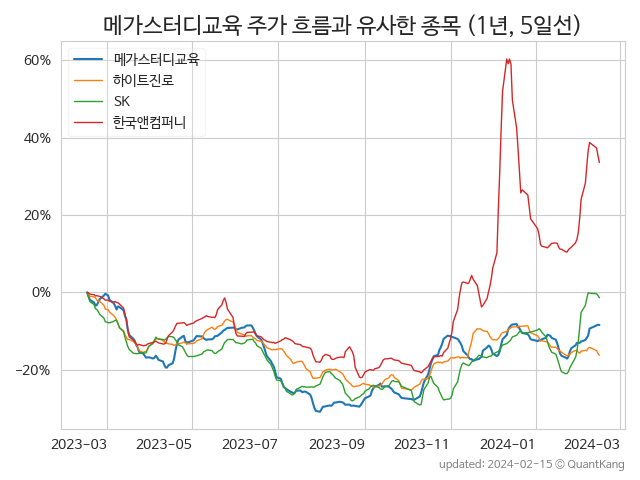 메가스터디교육 주가 흐름과 유사한 종목 (1년, 5일선)
메가스터디교육
하이트진로
SK
한국앤컴퍼니
60%
40%
20%
0%
−20%
2023-03 2023-05 2023-07 2023-09 2023-11 2024-01 2024-03
updated: 2024-02-15 © QuantKang